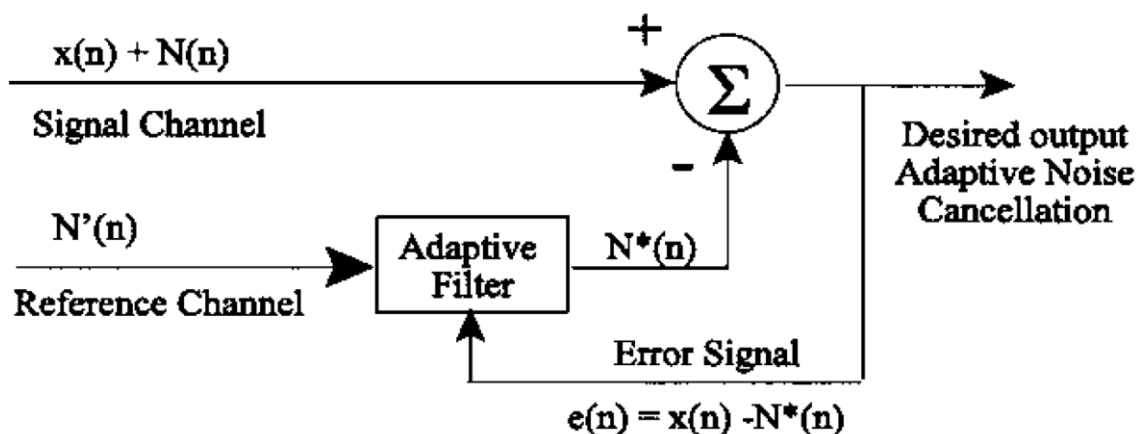 x(n) + N(n)
+
Σ
Signal Channel
-
Desired output
Adaptive Noise
Cancellation
N'(n)
Adaptive
Filter
N*(n)
Reference Channel
Error Signal
e(n) = x(n) -N*(n)